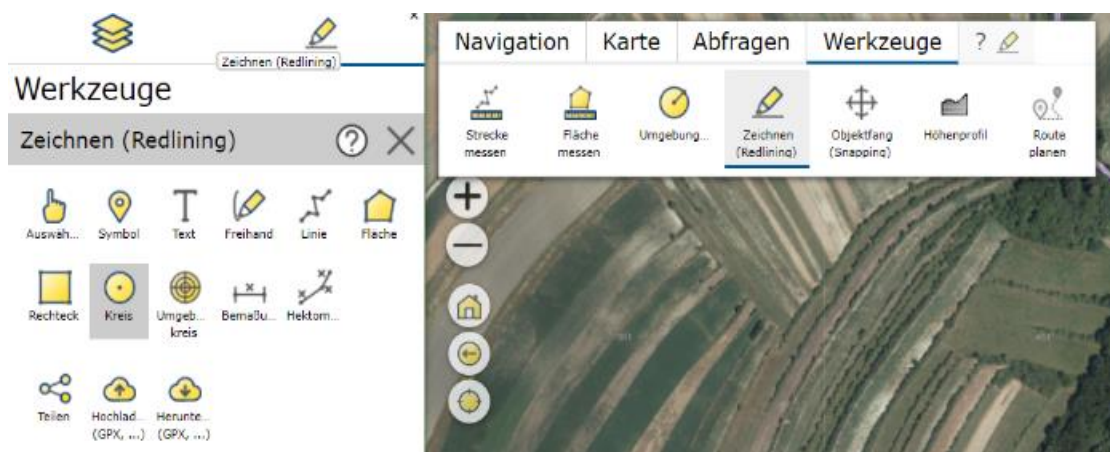 ×
Zeichnen (Redlining)
Werkzeuge
Zeichnen (Redlining)
?
Auswäh...
Symbol
T
Text
Freihand
Linie
Fläche
Rechteck
Kreis
Umgeb...
kreis
Bemaßu...
Hektom...
Teilen
Hochlad...
(GPX, ...)
Herunte...
(GPX, ...)
Navigation Karte Abfragen Werkzeuge ?
Strecke
messen
Fläche
messen
Umgebung...
Zeichnen
(Redlining)
Objektfang
(Snapping)
Höhenprofil
Route
planen